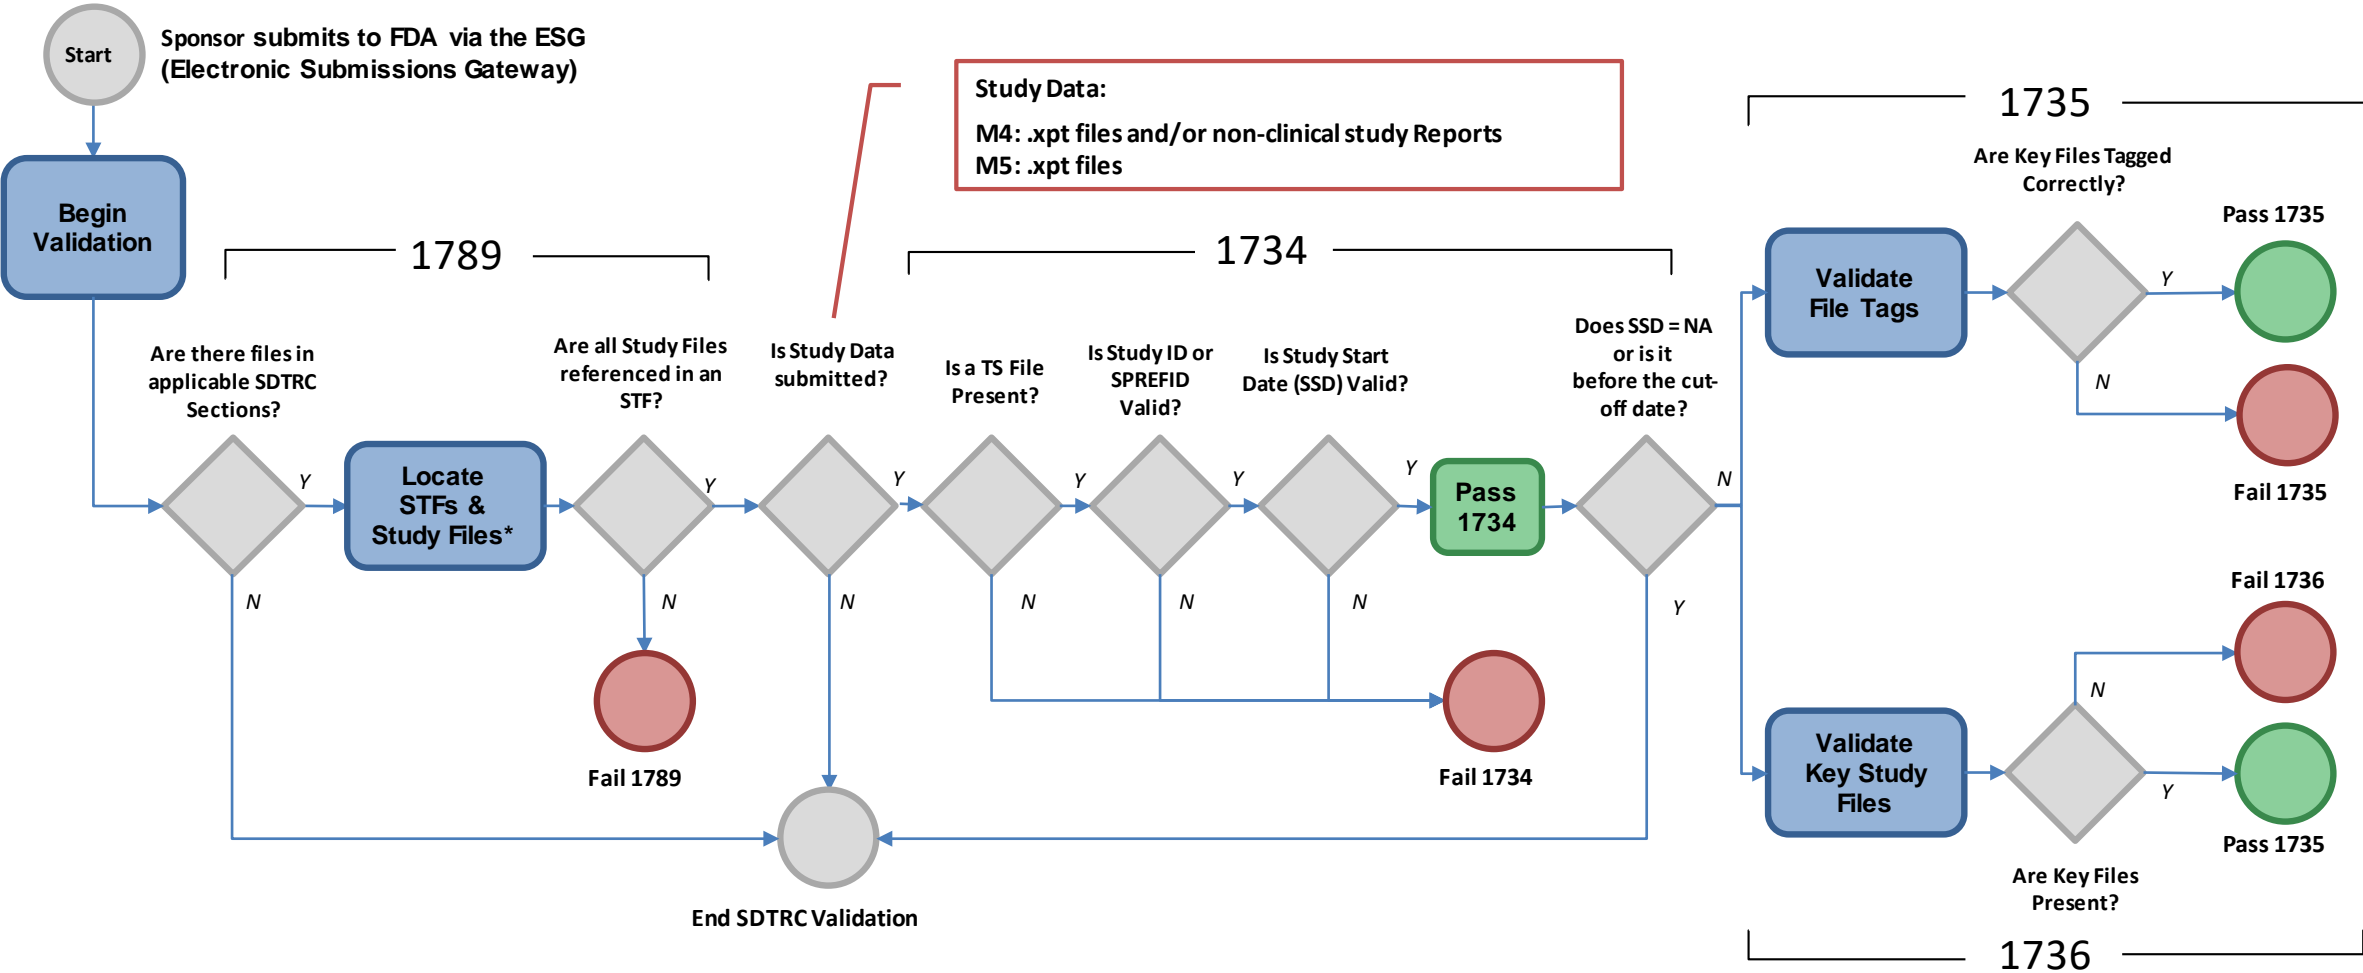 Start
Sponsor submits to FDA via the ESG
(Electronic Submissions Gateway)
Begin
Validation
Study Data:
M4: .xpt files and/or non-clinical study Reports
M5: .xpt files
1789
1734
1735
Are there files in
applicable SDTRC
Sections?
Y
N
Locate
STFs &
Study Files*
Are all Study Files
referenced in an
STF?
Y
N
Fail 1789
Is Study Data
submitted?
Y
N
End SDTRC Validation
Is a TS File
Present?
Y
N
Is Study ID or
SPREFID
Valid?
Y
N
Is Study Start
Date (SSD) Valid?
Y
N
Fail 1734
Pass
1734
Does SSD = NA
or is it
before the cut-
off date?
N
Y
Validate
File Tags
Are Key Files Tagged
Correctly?
Y
N
Pass 1735
Fail 1735
Validate
Key Study
Files
Fail 1736
N
Y
Pass 1735
Are Key Files
Present?
1736